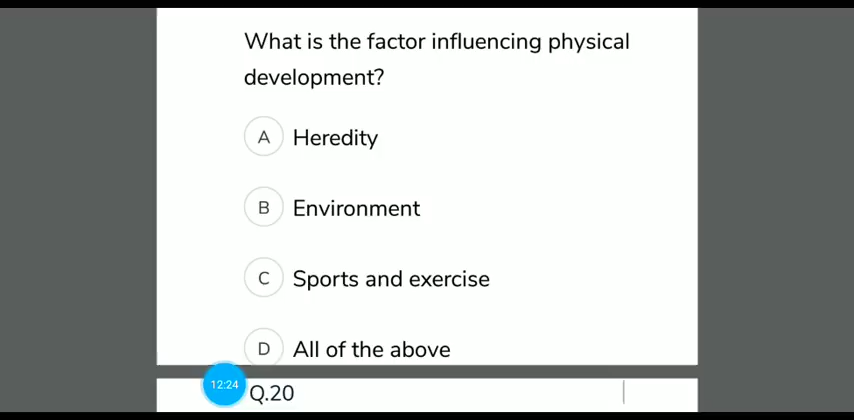 What is the factor influencing physical
development?
A Heredity
B Environment
C Sports and exercise
D All of the above
12:24
Q.20